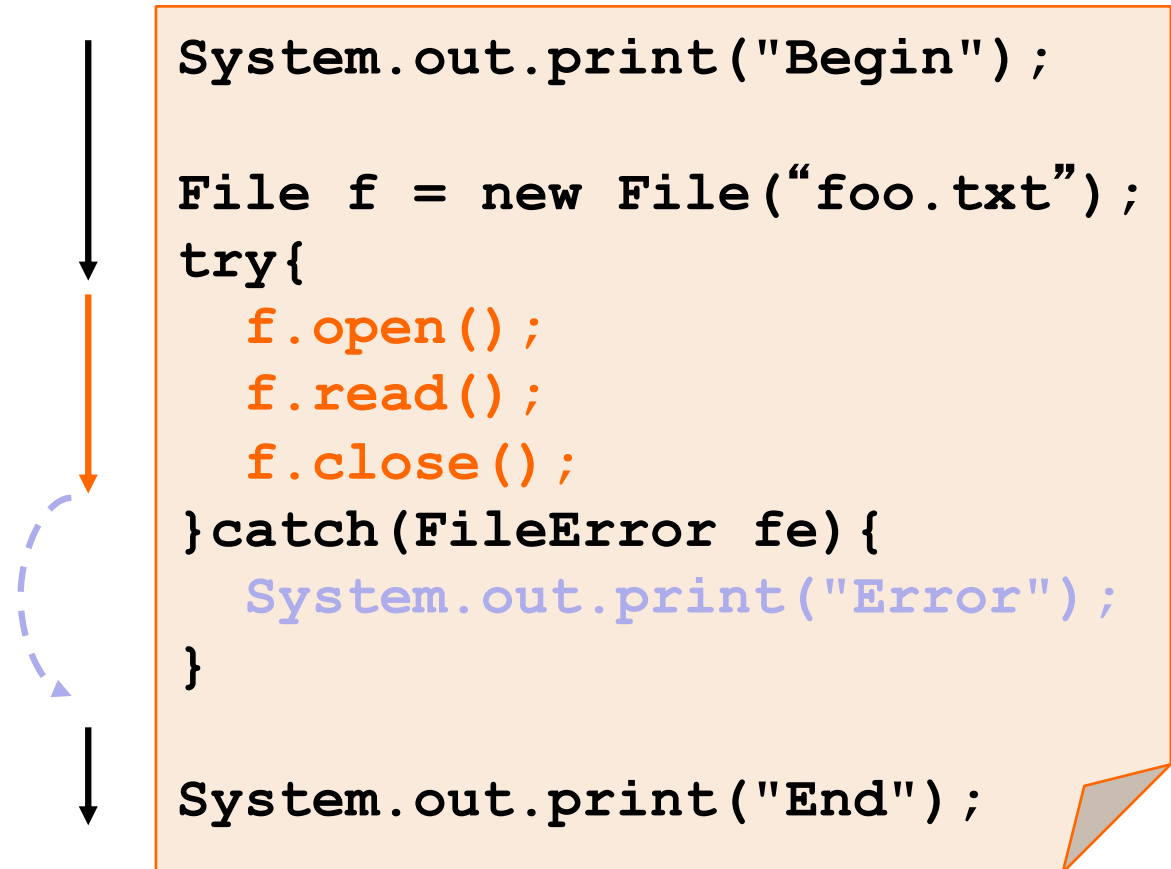 System.out.print("Begin");
File f = new File(“foo.txt”);
try{
f.open();
f.read();
f.close();
}catch(FileError fe){
System.out.print("Error");
}
System.out.print("End");